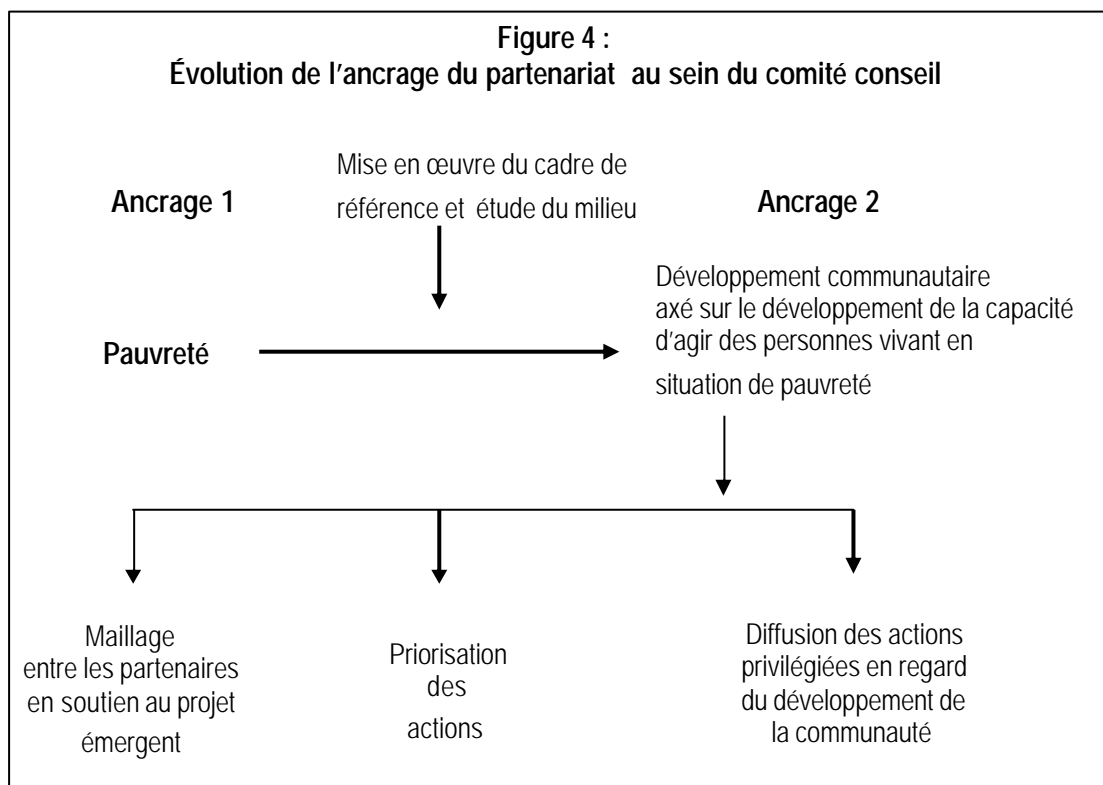 Figure 4 :
Évolution de l'ancrage du partenariat au sein du comité conseil
Ancrage 1
Mise en œuvre du cadre de
référence et étude du milieu
Ancrage 2
Pauvreté
Développement communautaire
axé sur le développement de la capacité
d'agir des personnes vivant en
situation de pauvreté
Maillage
entre les partenaires
en soutien au projet
émergent
Priorisation
des
actions
Diffusion des actions
privilégiées en regard
du développement de
la communauté